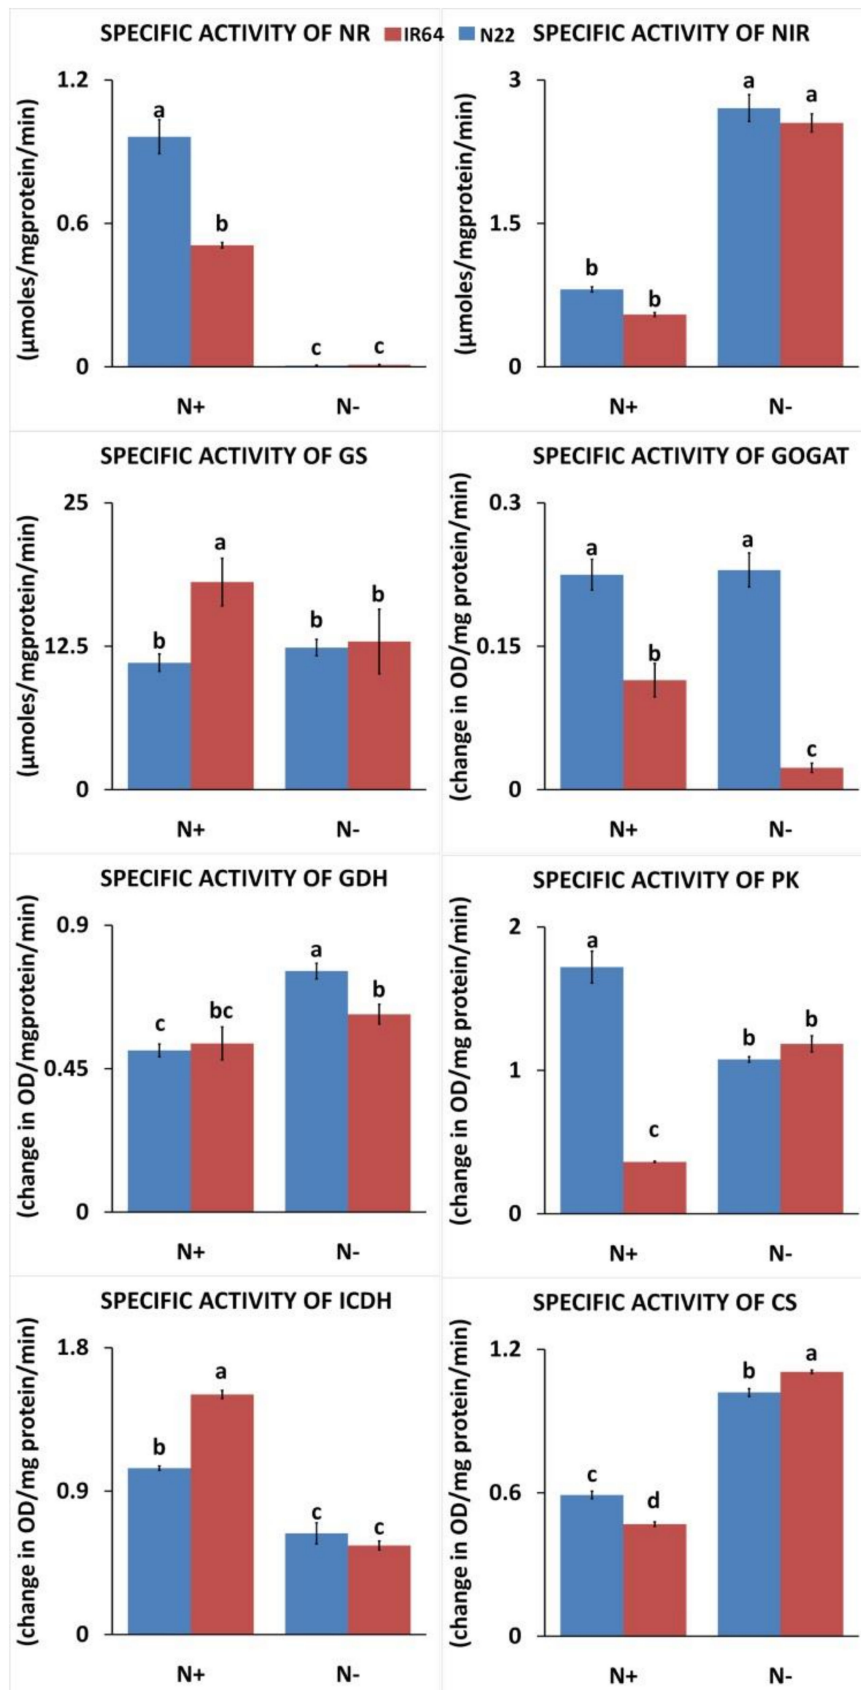 SPECIFIC ACTIVITY OF NR IR64 N22 SPECIFIC ACTIVITY OF NIR
(µmoles/mgprotein/min)
1.2
0.6
0
a
b
c
c
N+ N-
(µmoles/mgprotein/min)
3
1.5
0
b
b
a
a
N+ N-
SPECIFIC ACTIVITY OF GS
(µmoles/mgprotein/min)
25
12.5
0
b
a
b
b
N+ N-
SPECIFIC ACTIVITY OF GOGAT
(change in OD/mg protein/min)
0.3
0.15
0
a
b
a
c
N+ N-
SPECIFIC ACTIVITY OF GDH
(change in OD/mgprotein/min)
0.9
0.45
0
c
bc
a
b
N+ N-
SPECIFIC ACTIVITY OF PK
(change in OD/mg protein/min)
2
1
0
a
c
b
b
N+ N-
SPECIFIC ACTIVITY OF ICDH
(change in OD/mg protein/min)
1.8
0.9
0
b
a
c
c
N+ N-
SPECIFIC ACTIVITY OF CS
(change in OD/mg protein/min)
1.2
0.6
0
c
d
b
a
N+ N-